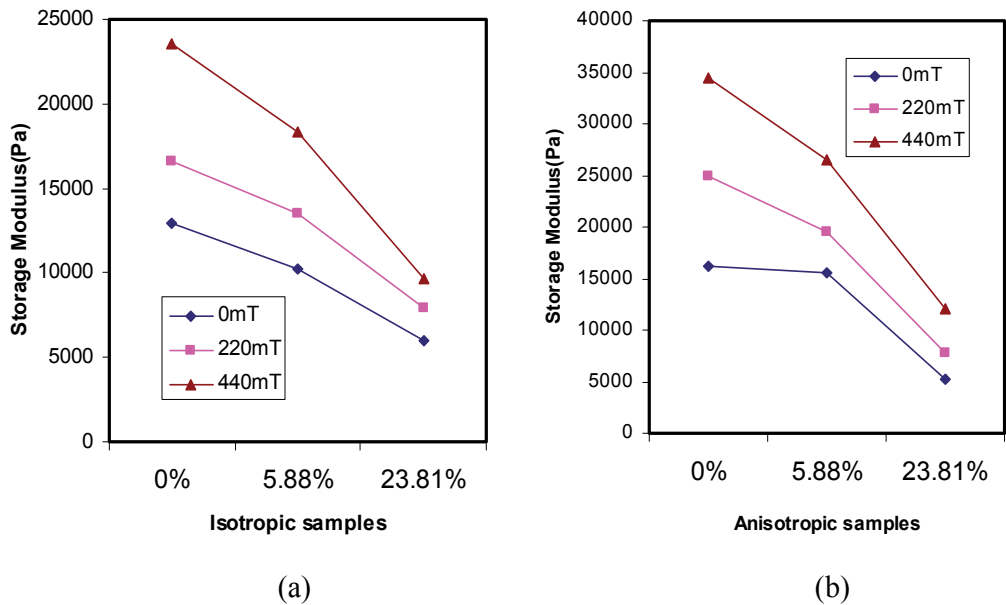 25000
20000
15000
10000
5000
0
Storage Modulus(Pa)
0mT
220mT
440mT
0% 5.88% 23.81%
Isotropic samples
(a)
40000
35000
30000
25000
20000
15000
10000
5000
0
Storage Modulus(Pa)
0mT
220mT
440mT
0% 5.88% 23.81%
Anisotropic samples
(b)